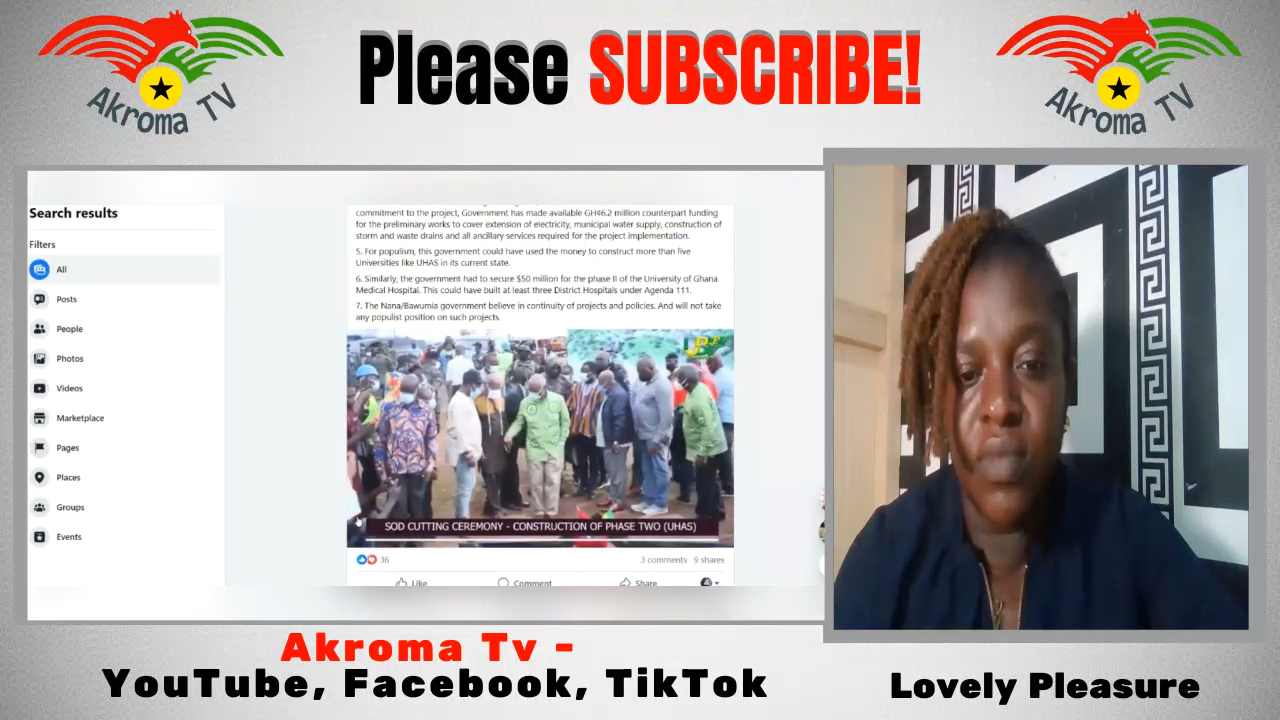 Please SUBSCRIBE!
Akroma TV
Akroma TV
Search results
Filters
All
Posts
People
Photos
Videos
Marketplace
Pages
Places
Groups
Events
commitment to the project, Government has made available GH¢6.2 million counterpart funding
for the preliminary works to cover extension of electricity, municipal water supply, construction of
storm and waste drains and all ancillary services required for the project implementation.
5. For populism, this government could have used the money to construct more than five
Universities like UHAS in its current state.
6. Similarly, the government had to secure $50 million for the phase II of the University of Ghana
Medical Hospital. This could have built at least three District Hospitals under Agenda 111.
7. The Nana/Bawumia government believe in continuity of projects and policies. And will not take
any populist position on such projects.
SOD CUTTING CEREMONY - CONSTRUCTION OF PHASE TWO (UHAS)
36
3 comments 9 shares
Like
Comment
Share
Akroma Tv -
YouTube, Facebook, TikTok
Lovely Pleasure